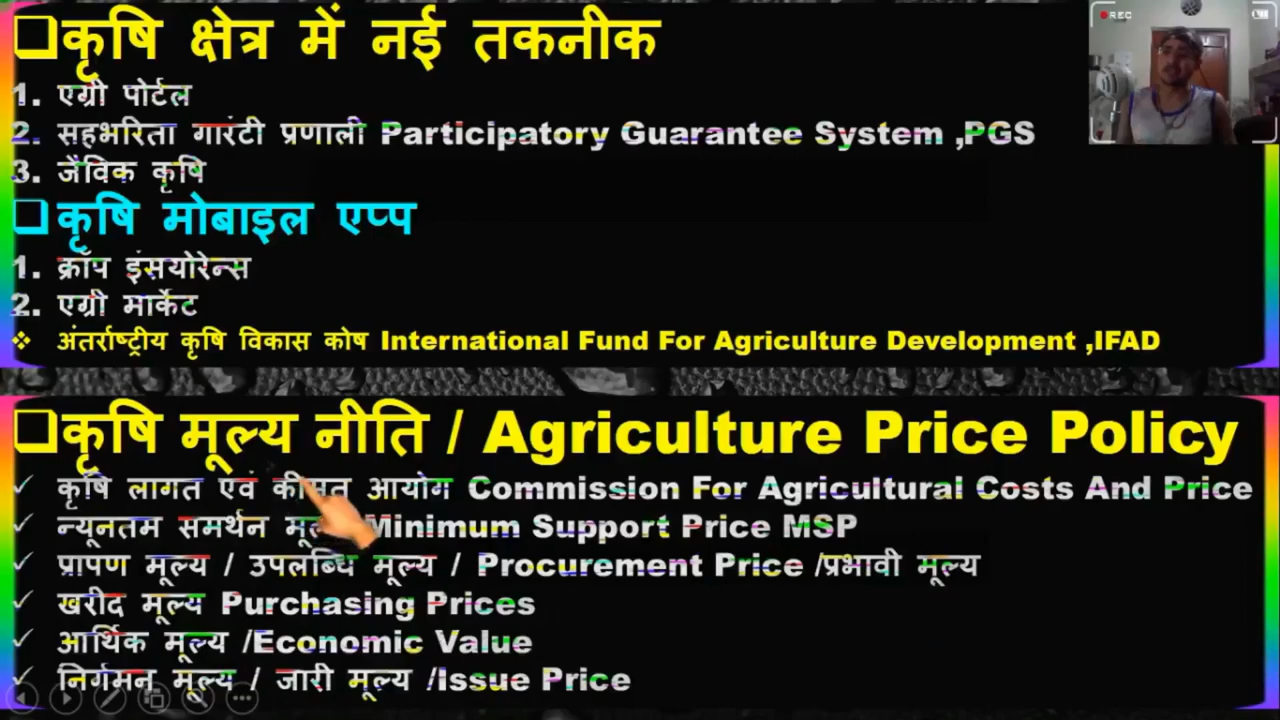 कृषि क्षेत्र में नई तकनीक
REC
1. एग्री पोर्टल
2. सहभरिता गारंटी प्रणाली Participatory Guarantee System ,PGS
3. जैविक कृषि
कृषि मोबाइल एप्प
1. क्रॉप इंसयोरेन्स
2. एग्री मार्केट
❖ अंतर्राष्ट्रीय कृषि विकास कोष International Fund For Agriculture Development ,IFAD
कृषि मूल्य नीति / Agriculture Price Policy
✓ कृषि लागत एवं कीमत आयोग Commission For Agricultural Costs And Price
✓ न्यूनतम समर्थन Minimum Support Price MSP
✓ प्रापण मूल्य / उपलब्धि मूल्य / Procurement Price /प्रभावी मूल्य
✓ खरीद मूल्य Purchasing Prices
✓ आर्थिक मूल्य /Economic Value
✓ निर्गमन मूल्य / जारी मूल्य /Issue Price